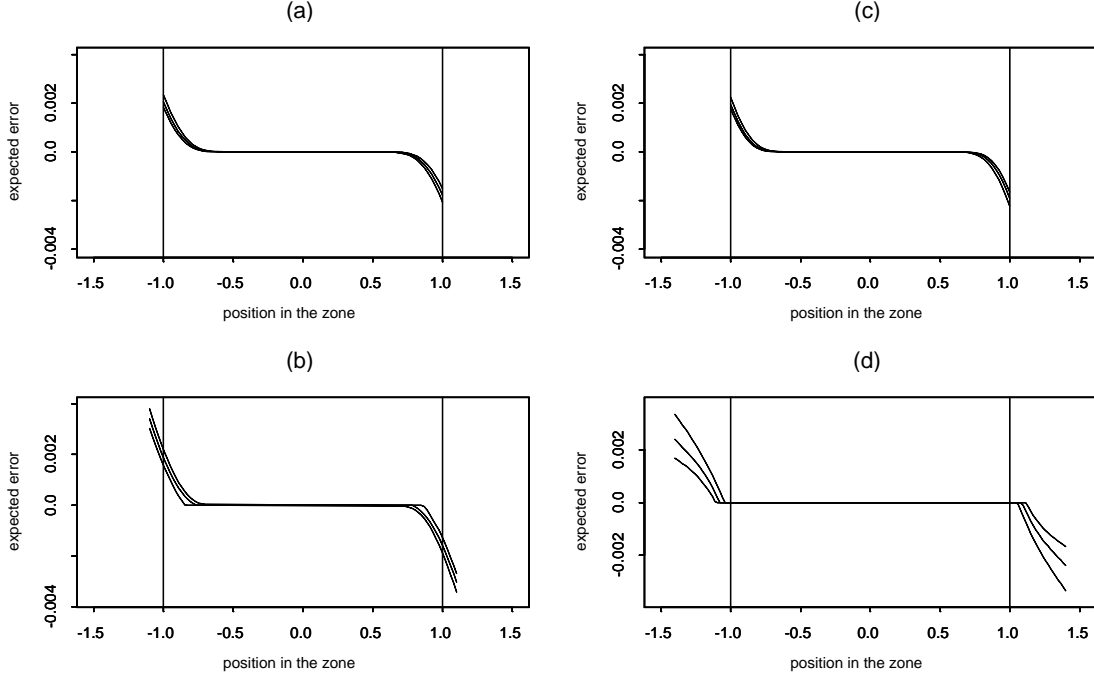 (a)
expected error
0.002
0.0
-0.004
-1.5 -1.0 -0.5 0.0 0.5 1.0 1.5
position in the zone
(c)
expected error
0.002
0.0
-0.004
-1.5 -1.0 -0.5 0.0 0.5 1.0 1.5
position in the zone
(b)
expected error
0.002
0.0
-0.004
-1.5 -1.0 -0.5 0.0 0.5 1.0 1.5
position in the zone
(d)
expected error
0.002
0.0
-0.002
-1.5 -1.0 -0.5 0.0 0.5 1.0 1.5
position in the zone